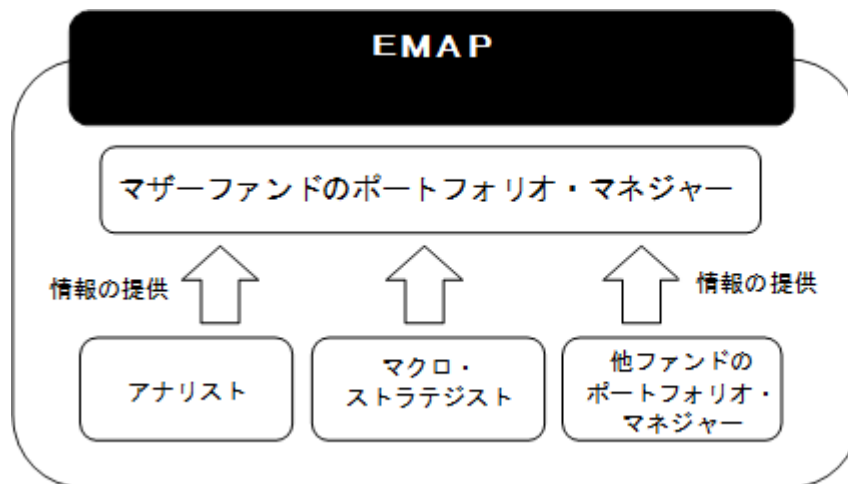 EMAP
マザーファンドのポートフォリオ・マネジャー
情報の提供
情報の提供
アナリスト
マクロ・
ストラテジスト
他ファンドの
ポートフォリオ・
マネジャー